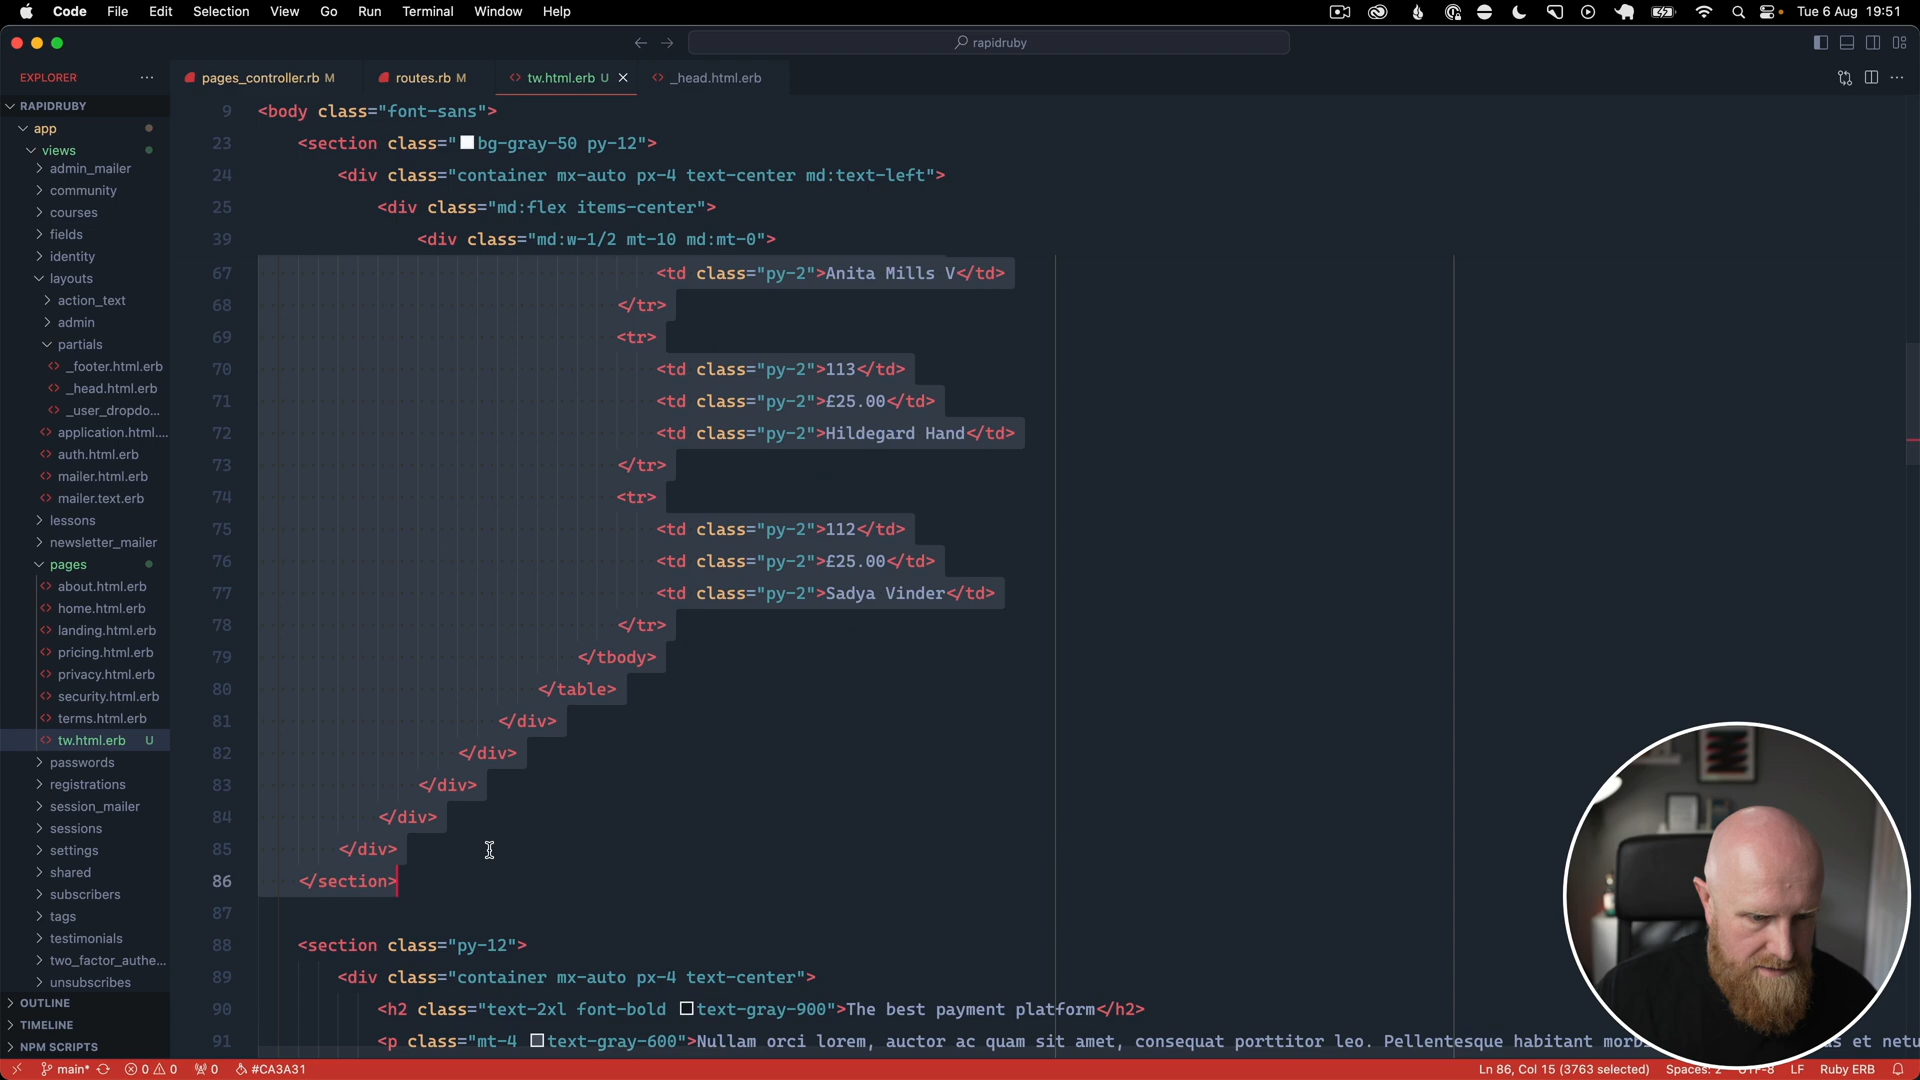 Code File Edit Selection View Go Run Terminal Window Help Tue 6 Aug 19:51
rapidruby
EXPLORER ··· pages_controller.rb M routes.rb M tw.html.erb U _head.html.erb ···
RAPIDRUBY
app
views
admin_mailer
community
courses
fields
identity
layouts
action_text
admin
partials
_footer.html.erb
_head.html.erb
_user_dropdo...
application.html....
auth.html.erb
mailer.html.erb
mailer.text.erb
lessons
newsletter_mailer
pages
about.html.erb
home.html.erb
landing.html.erb
pricing.html.erb
privacy.html.erb
security.html.erb
terms.html.erb
tw.html.erb U
passwords
registrations
session_mailer
sessions
settings
shared
subscribers
tags
testimonials
two_factor_authe...
unsubscribes
OUTLINE
TIMELINE
NPM SCRIPTS
9 <body class="font-sans">
23 <section class="bg-gray-50 py-12">
24 <div class="container mx-auto px-4 text-center md:text-left">
25 <div class="md:flex items-center">
39 <div class="md:w-1/2 mt-10 md:mt-0">
67 <td class="py-2">Anita Mills V</td>
68 </tr>
69 <tr>
70 <td class="py-2">113</td>
71 <td class="py-2">£25.00</td>
72 <td class="py-2">Hildegard Hand</td>
73 </tr>
74 <tr>
75 <td class="py-2">112</td>
76 <td class="py-2">£25.00</td>
77 <td class="py-2">Sadya Vinder</td>
78 </tr>
79 </tbody>
80 </table>
81 </div>
82 </div>
83 </div>
84 </div>
85 </div>
86 </section>
87
88 <section class="py-12">
89 <div class="container mx-auto px-4 text-center">
90 <h2 class="text-2xl font-bold text-gray-900">The best payment platform</h2>
91 <p class="mt-4 text-gray-600">Nullam orci lorem, auctor ac quam sit amet, consequat porttitor leo. Pellentesque habitant et netu
main* 0 0 0 #CA3A31 Ln 86, Col 15 (3763 selected) Spaces: 2 UTF-8 LF Ruby ERB